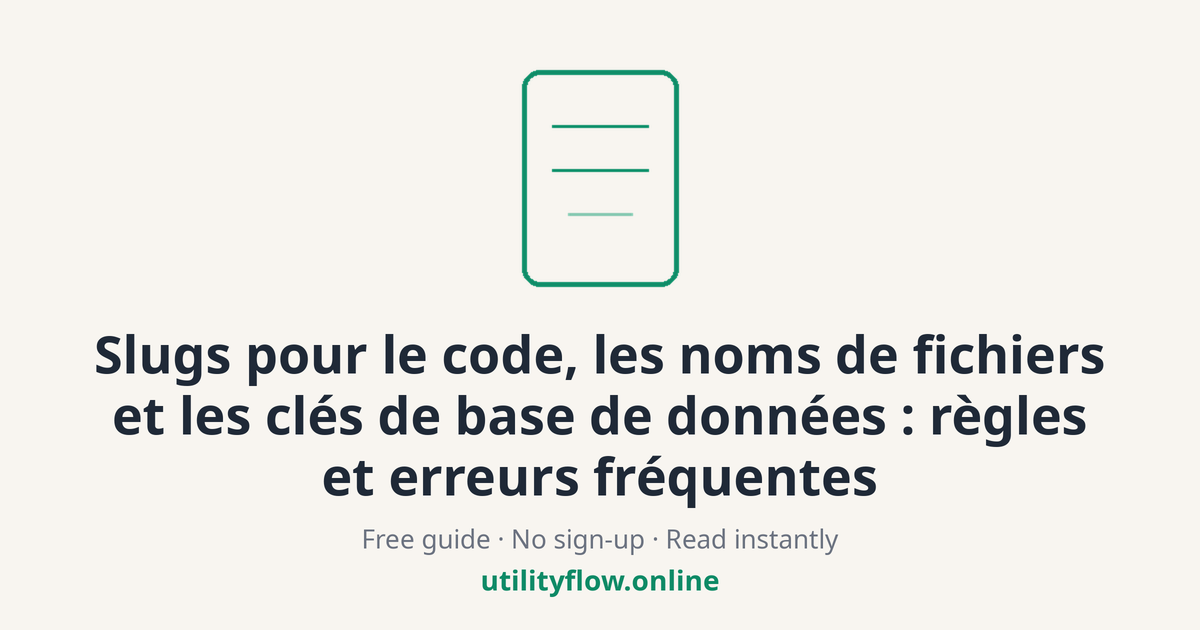 Slugs pour le code, les noms de fichiers
et les clés de base de données : règles
et erreurs fréquentes
Free guide · No sign-up · Read instantly
utilityflow.online